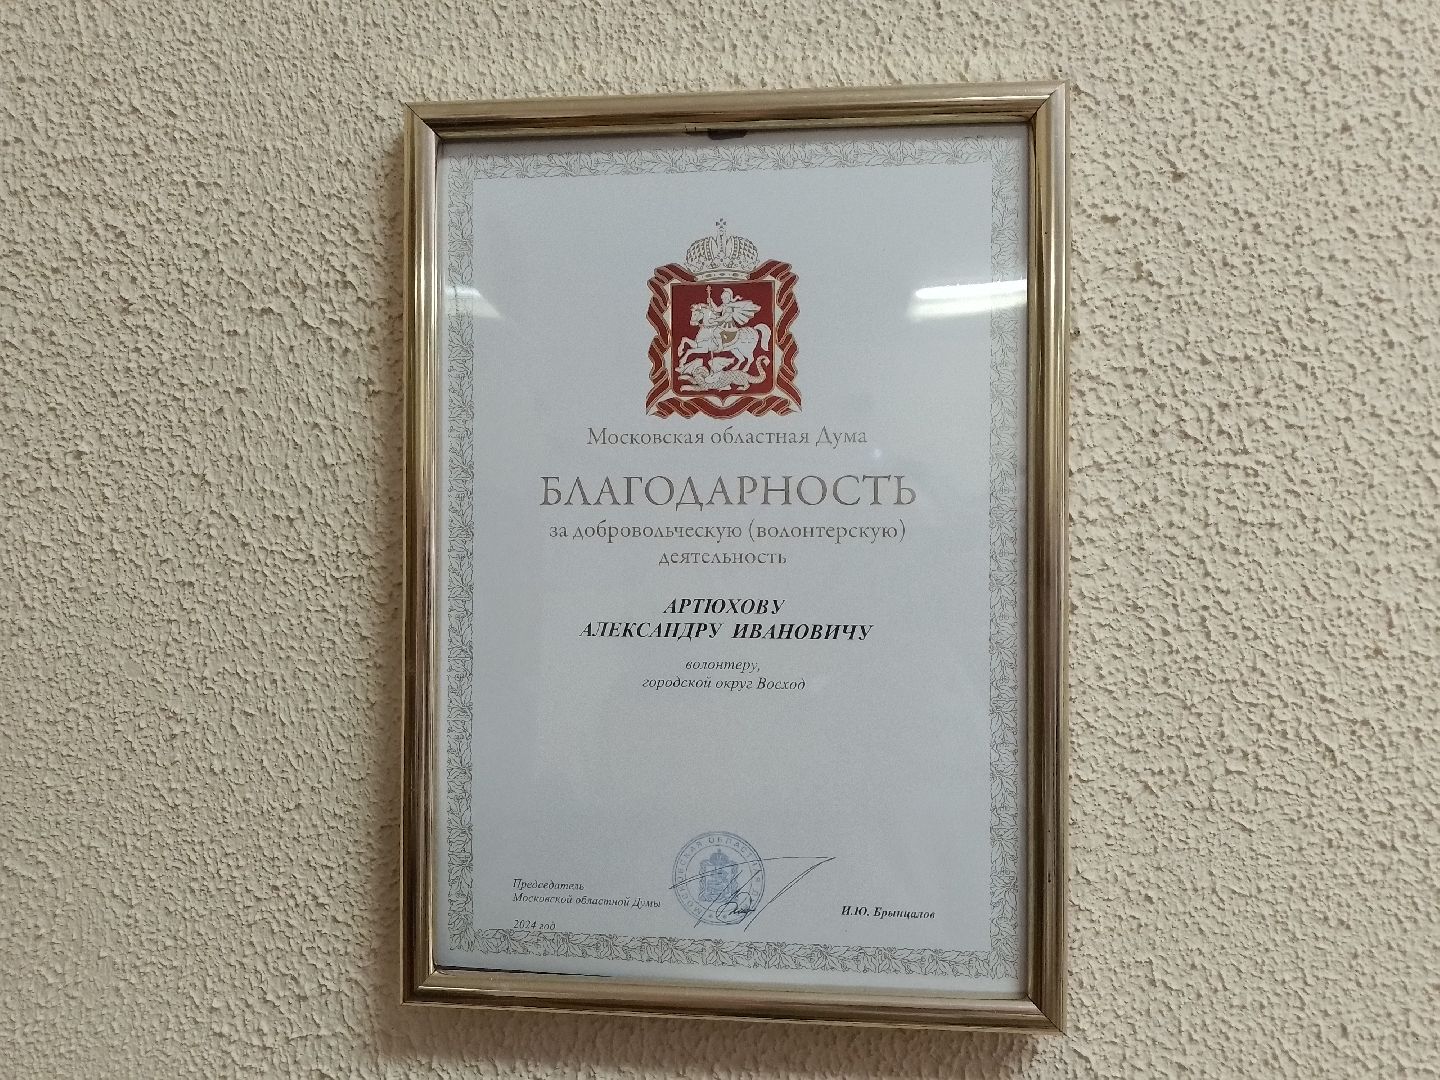 Московская областная Дума
БЛАГОДАРНОСТЬ
за добровольческую (волонтерскую)
деятельность
АРТЮХОВУ
АЛЕКСАНДРУ ИВАНОВИЧУ
волонтеру,
городской округ Восход
Председатель
Московской областной Думы
И.Ю. Брынцалов
2024 год